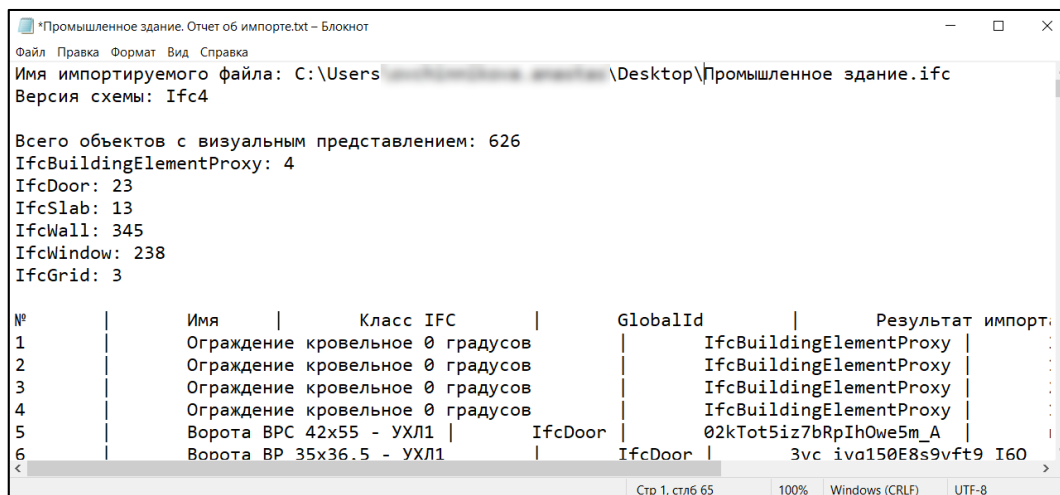 *Промышленное здание. Отчет об импорте.txt – Блокнот
Файл Правка Формат Вид Справка
Имя импортируемого файла: C:\Users \Desktop\Промышленное здание.ifc
Версия схемы: Ifc4
Всего объектов с визуальным представлением: 626
IfcBuildingElementProxy: 4
IfcDoor: 23
IfcSlab: 13
IfcWall: 345
IfcWindow: 238
IfcGrid: 3
№ | Имя | Класс IFC | GlobalId | Результат импорта
1 | Ограждение кровельное 0 градусов | IfcBuildingElementProxy |
2 | Ограждение кровельное 0 градусов | IfcBuildingElementProxy |
3 | Ограждение кровельное 0 градусов | IfcBuildingElementProxy |
4 | Ограждение кровельное 0 градусов | IfcBuildingElementProxy |
5 | Ворота ВРС 42х55 - УХЛ1 | IfcDoor | 02kTot5iz7bRpIhOwe5m_A |
6 | Ворота ВР 35х36.5 - УХЛ1 | IfcDoor |
Стр 1, стлб 65 100% Windows (CRLF) UTF-8